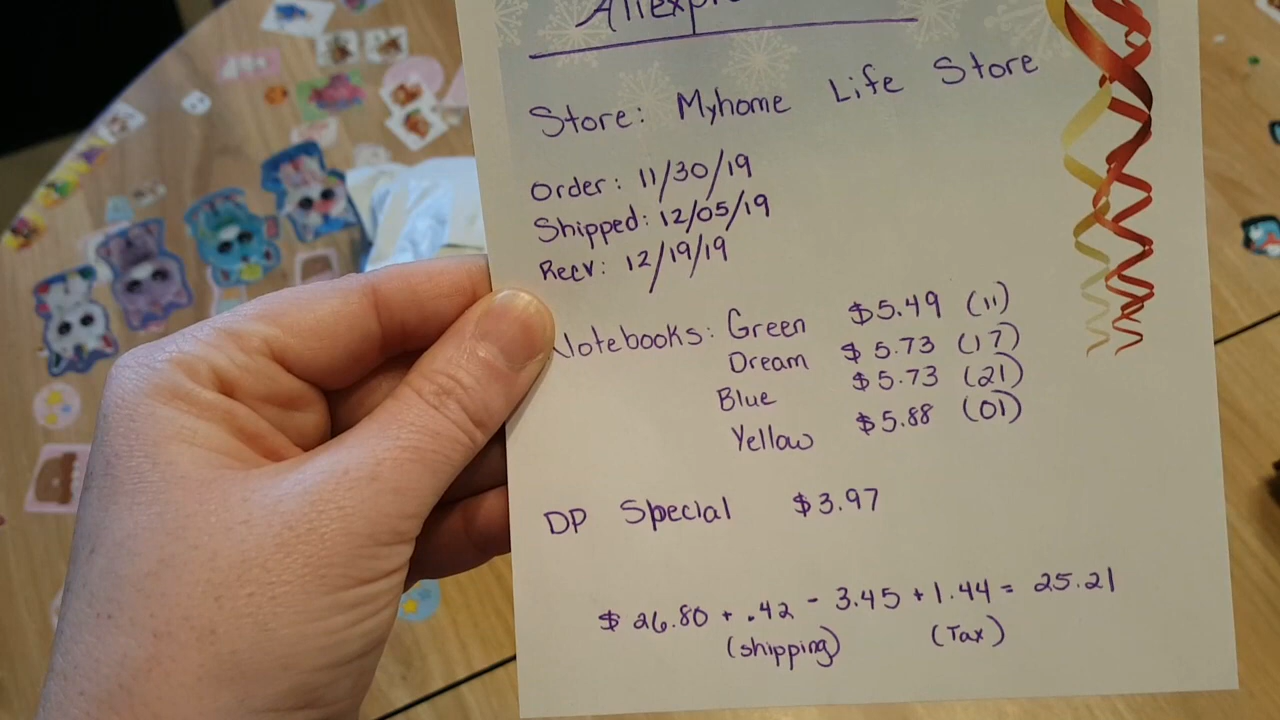 Store: Myhome Life Store
Order: 11/30/19
Shipped: 12/05/19
Recv: 12/19/19
Notebooks: Green $5.49 (11)
Dream $5.73 (17)
Blue $5.73 (21)
Yellow $5.88 (01)
DP Special $3.97
$26.80 + .42 - 3.45 + 1.44 = 25.21
(shipping) (Tax)